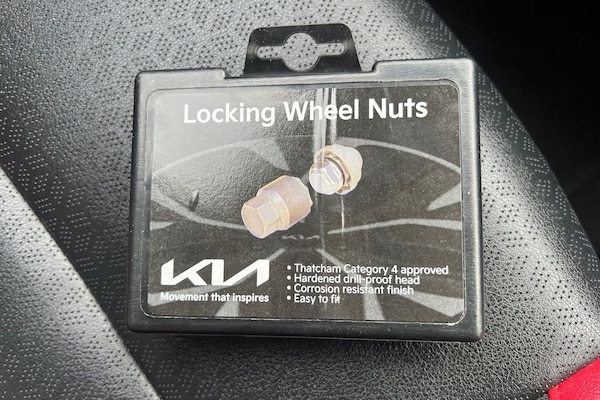 Locking Wheel Nuts
KIA
Movement that inspires
• Thatcham Category 4 approved
• Hardened drill-proof head
• Corrosion resistant finish
• Easy to fit